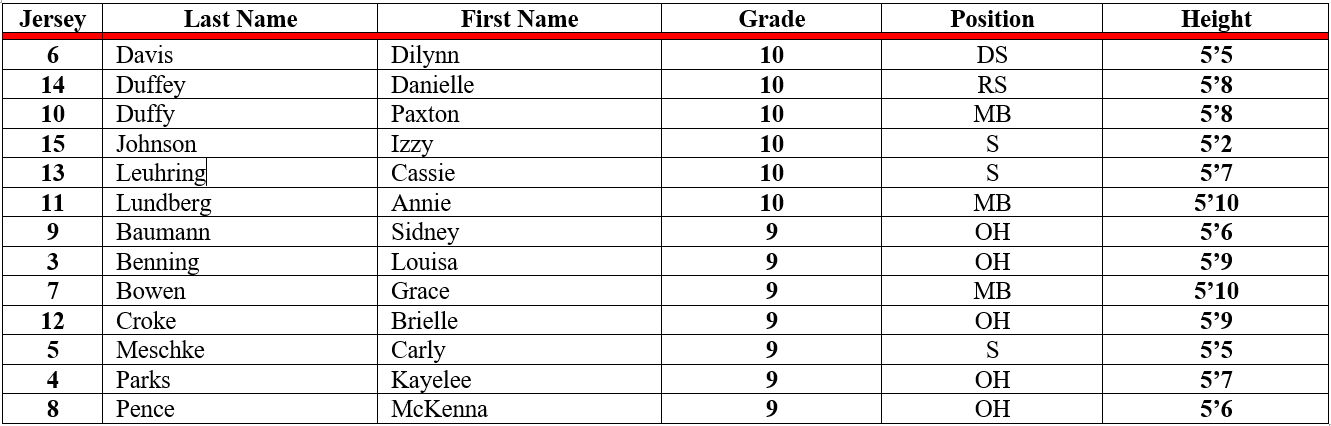 Jersey Last Name First Name Grade Position Height
6 Davis Dilynn 10 DS 5’5
14 Duffey Danielle 10 RS 5’8
10 Duffy Paxton 10 MB 5’8
15 Johnson Izzy 10 S 5’2
13 Leuhring Cassie 10 S 5’7
11 Lundberg Annie 10 MB 5’10
9 Baumann Sidney 9 OH 5’6
3 Benning Louisa 9 OH 5’9
7 Bowen Grace 9 MB 5’10
12 Croke Brielle 9 OH 5’9
5 Meschke Carly 9 S 5’5
4 Parks Kayelee 9 OH 5’7
8 Pence McKenna 9 OH 5’6